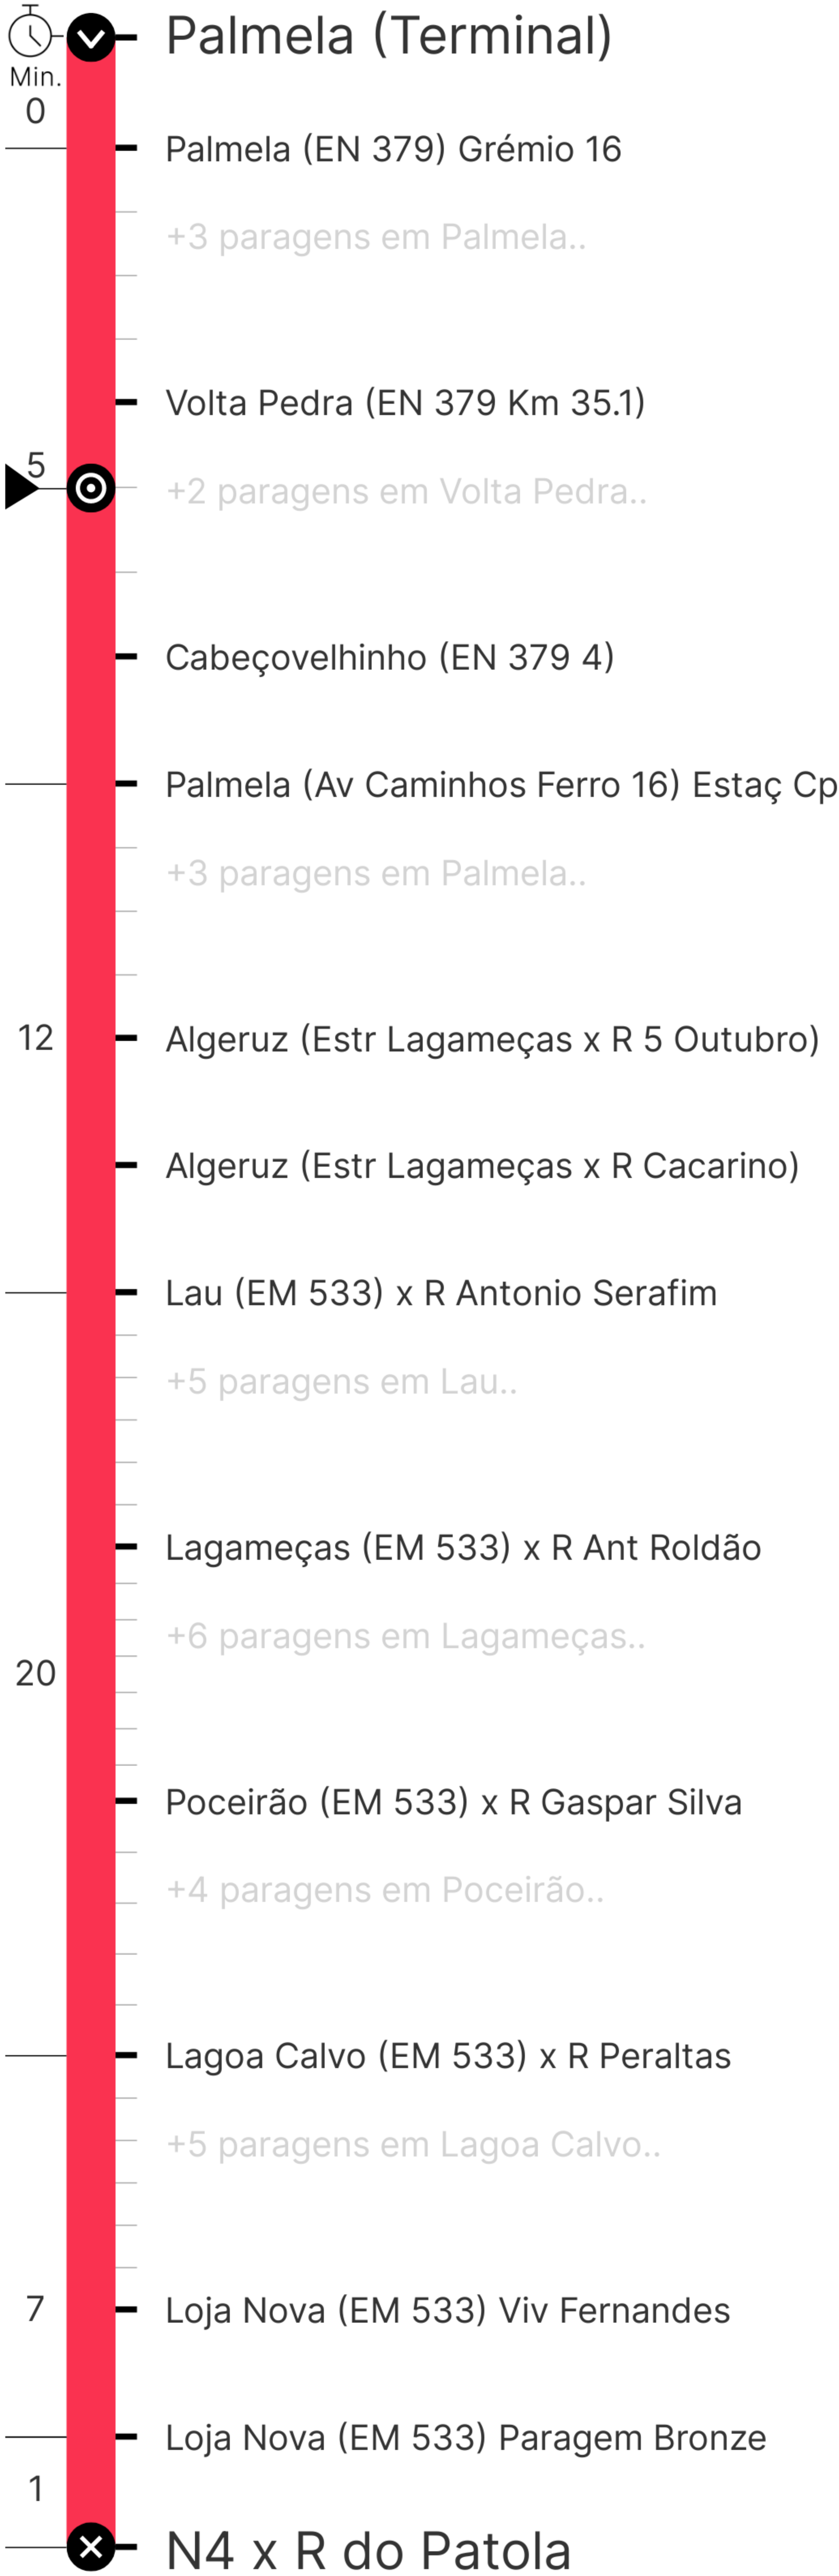 Palmela (Terminal)
Min.
0
Palmela (EN 379) Grémio 16
+3 paragens em Palmela..
Volta Pedra (EN 379 Km 35.1)
5
+2 paragens em Volta Pedra..
Cabeçovelhinho (EN 379 4)
Palmela (Av Caminhos Ferro 16) Estaç Cp
+3 paragens em Palmela..
12
Algeruz (Estr Lagameças x R 5 Outubro)
Algeruz (Estr Lagameças x R Cacarino)
Lau (EM 533) x R Antonio Serafim
+5 paragens em Lau..
Lagameças (EM 533) x R Ant Roldão
+6 paragens em Lagameças..
20
Poceirão (EM 533) x R Gaspar Silva
+4 paragens em Poceirão..
Lagoa Calvo (EM 533) x R Peraltas
+5 paragens em Lagoa Calvo..
7
Loja Nova (EM 533) Viv Fernandes
Loja Nova (EM 533) Paragem Bronze
1
N4 x R do Patola